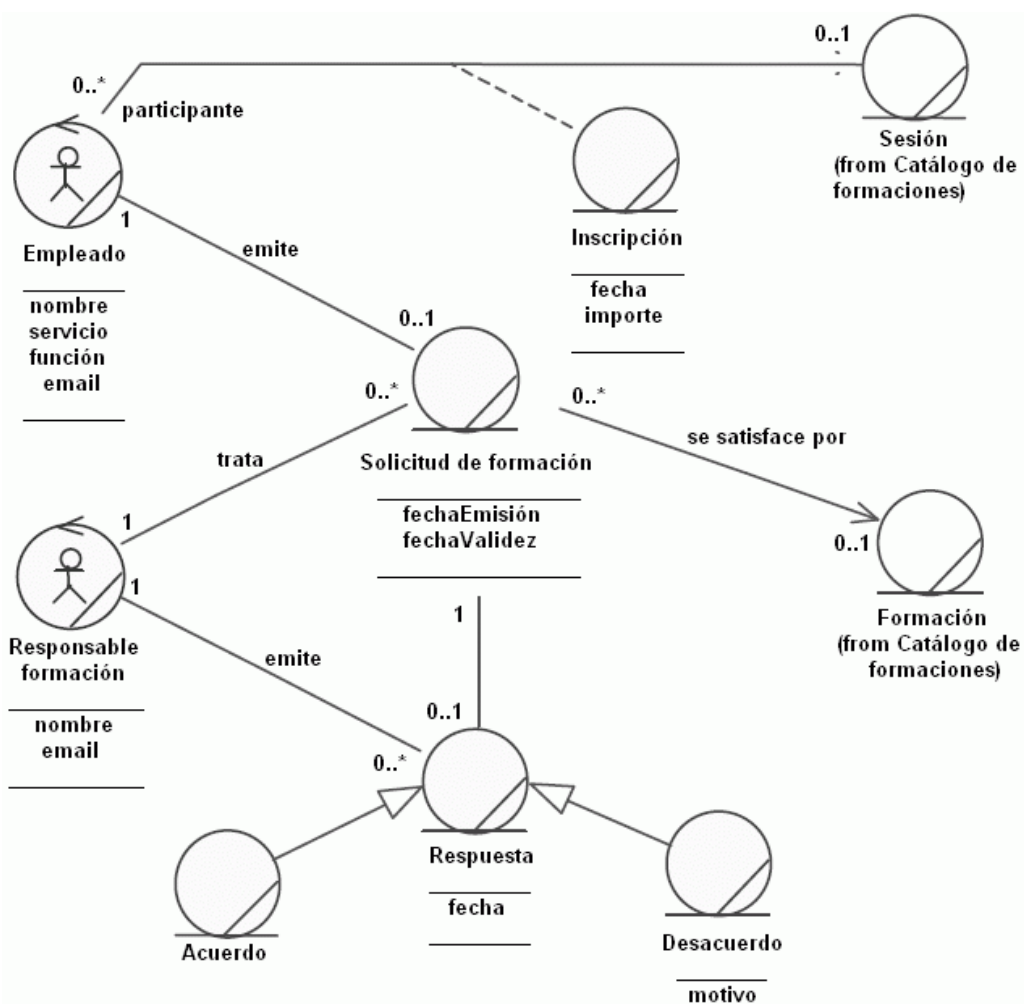 0..1
0..*
participante
Sesión
(from Catálogo de
formaciones)
1
Empleado
nombre
servicio
función
email
emite
Inscripción
fecha
importe
0..1
0..*
0..*
se satisface por
trata
Solicitud de formación
fechaEmisión
fechaValidez
1
1
0..1
Formación
(from Catálogo de
formaciones)
Responsable
formación
nombre
email
emite
1
0..1
0..*
Respuesta
fecha
Acuerdo
Desacuerdo
motivo